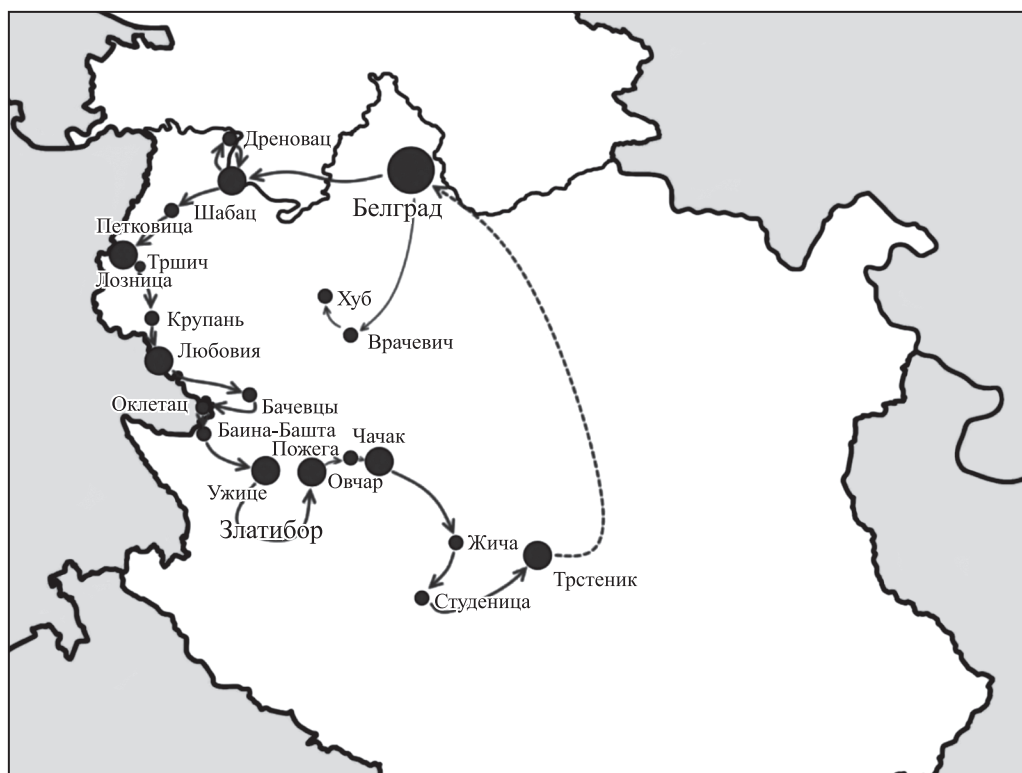 Дреновац
Белград
Шабац
Петковица
Тршич
Лозница
Хуб
Крупань
Врачевич
Любовия
Оклетац
Бачевцы
Баина-Башта
Чачак
Пожега
Овчар
Ужице
Златибор
Жича
Трстеник
Студеница